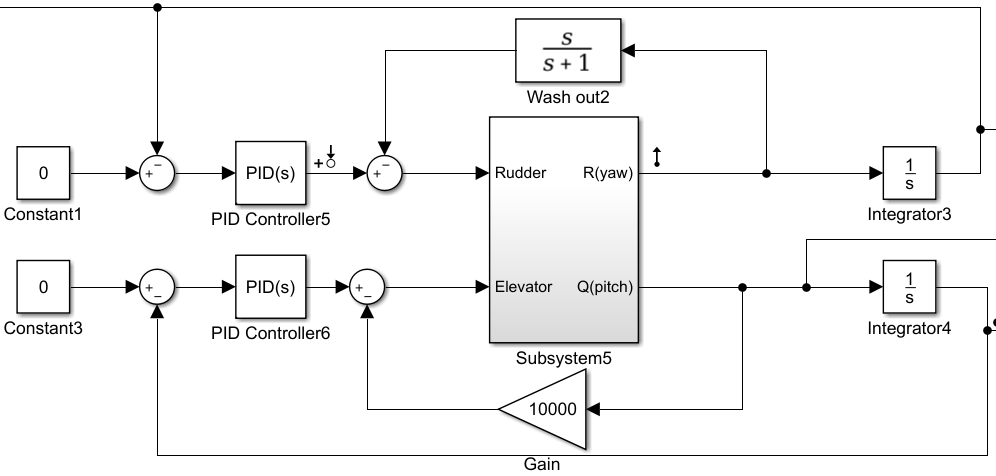 s
s + 1
Wash out2
0
Constant1
+ −
PID(s)
PID Controller5
+
+ −
Rudder
R(yaw)
1
s
Integrator3
0
Constant3
+ −
PID(s)
PID Controller6
+ −
Elevator
Q(pitch)
1
s
Integrator4
Subsystem5
10000
Gain